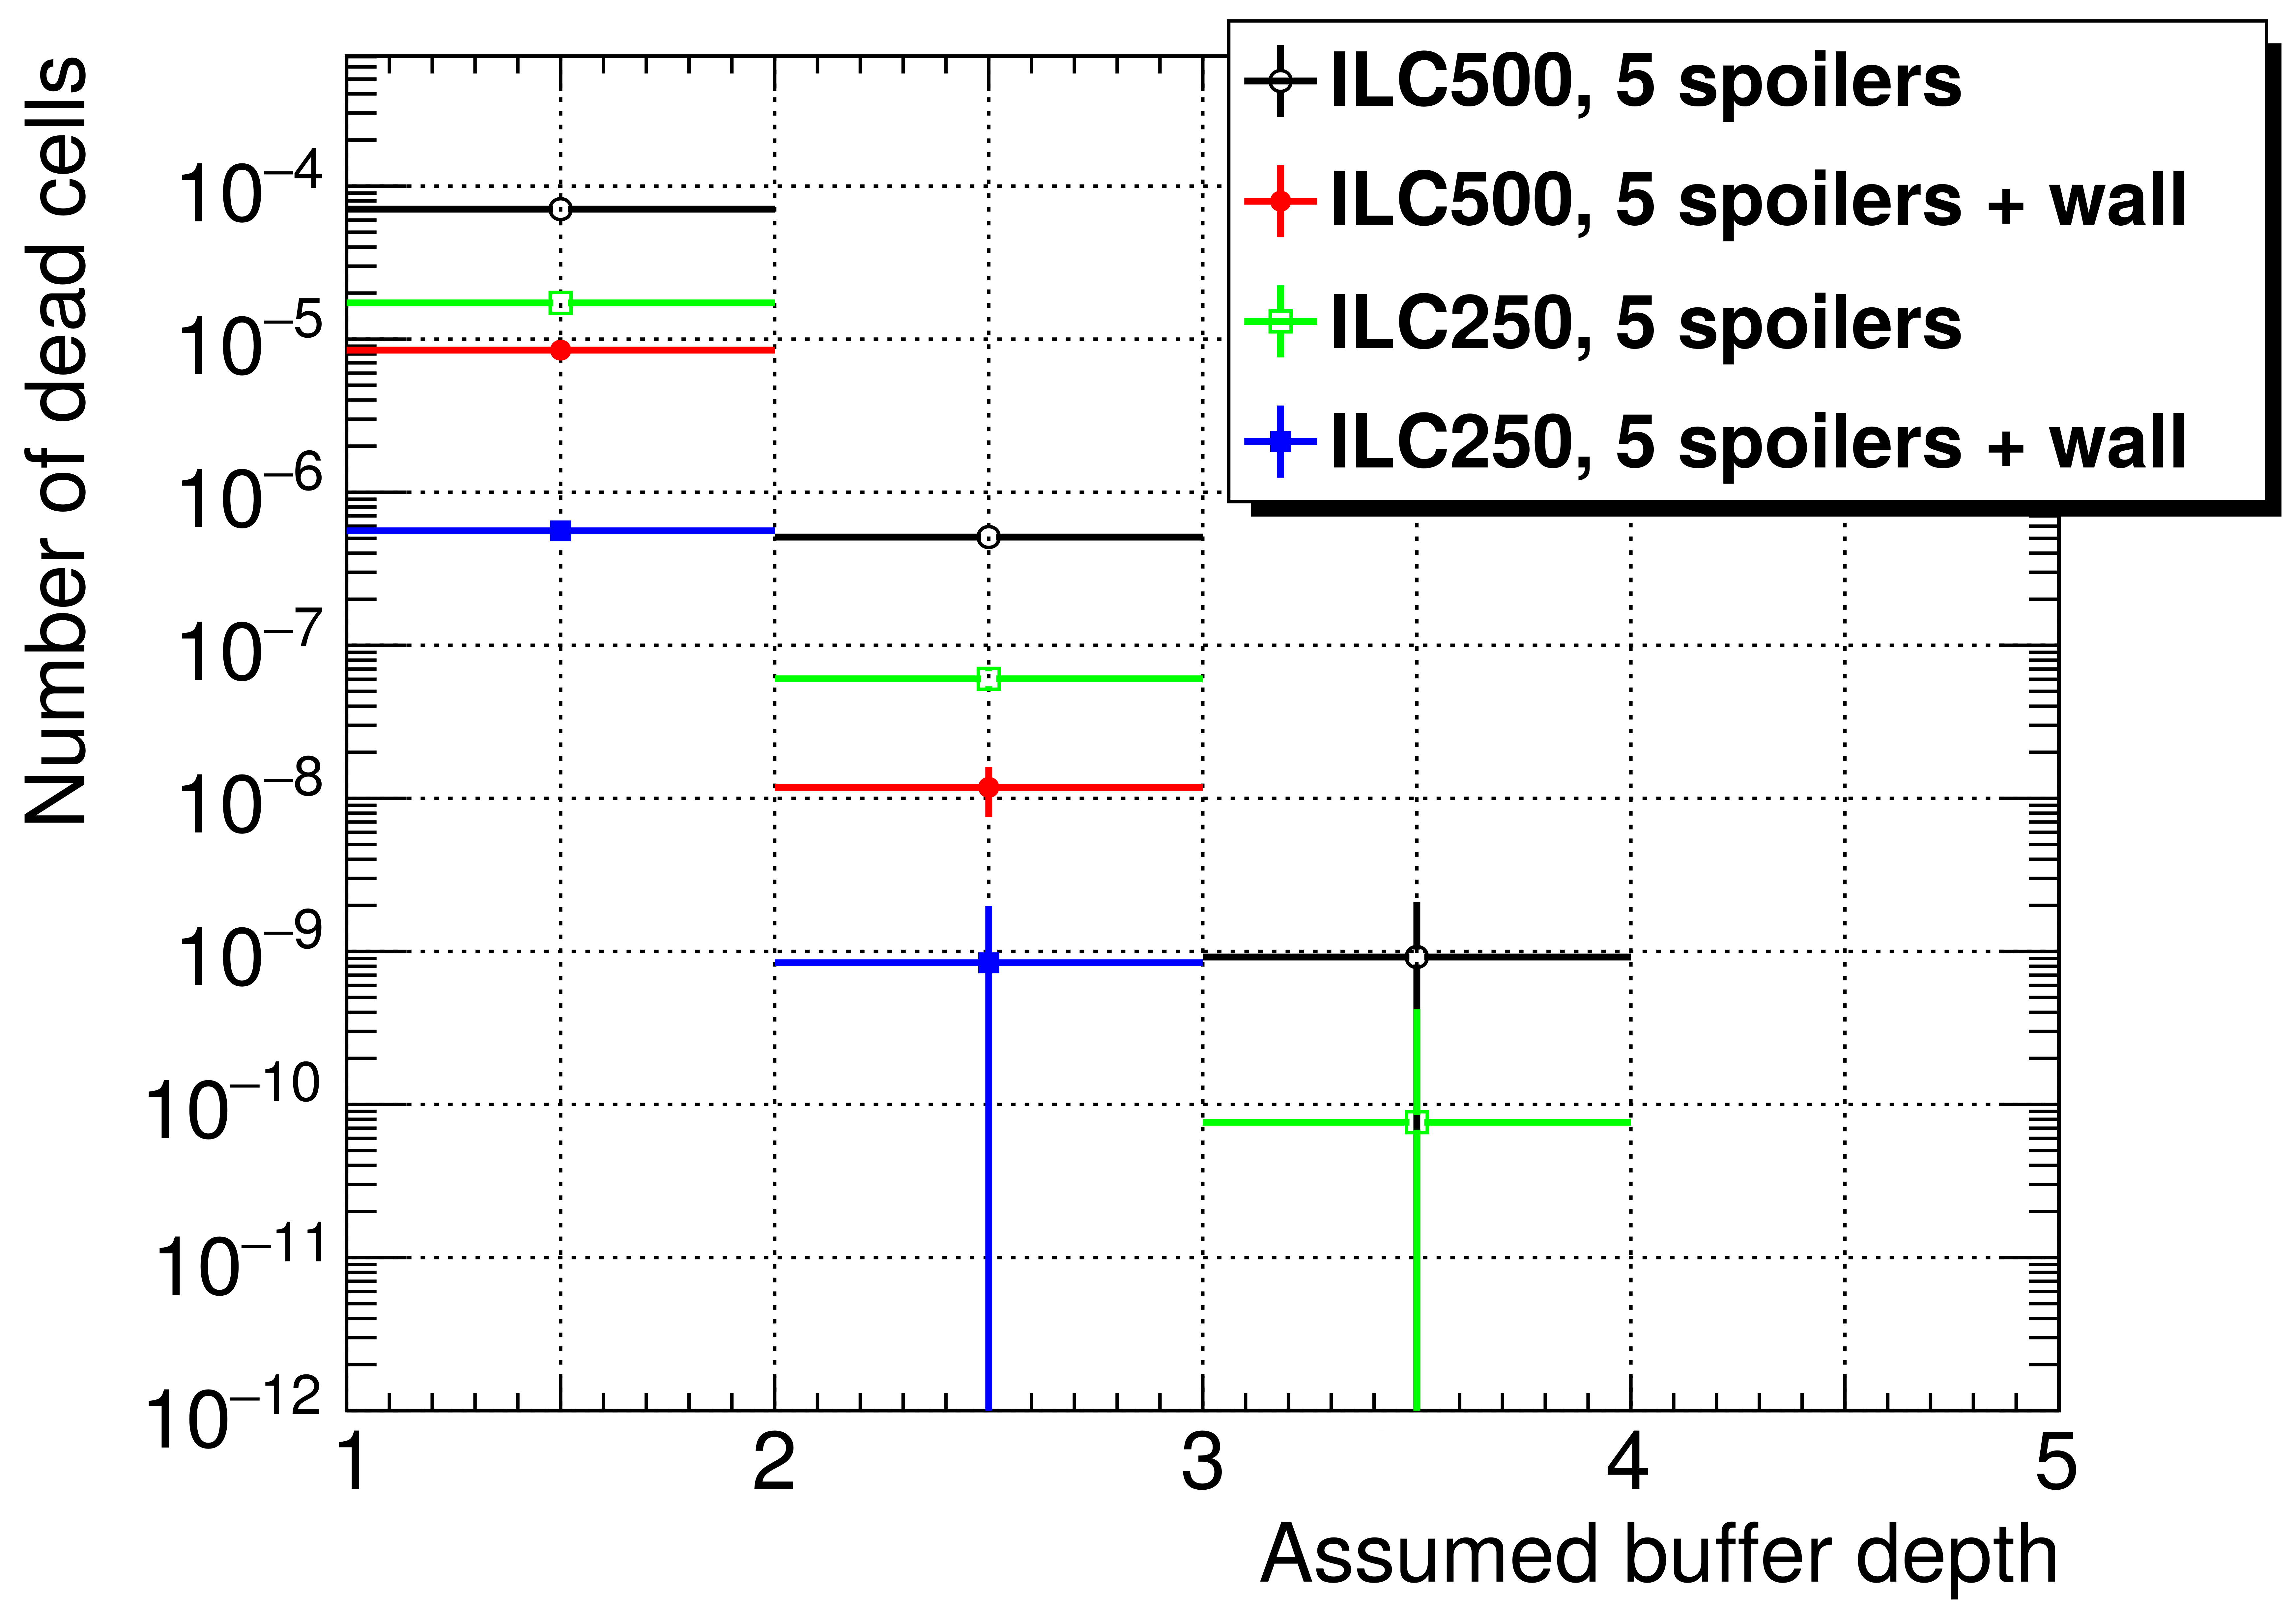 Number of dead cells
10⁻⁴
10⁻⁵
10⁻⁶
10⁻⁷
10⁻⁸
10⁻⁹
10⁻¹⁰
10⁻¹¹
10⁻¹²
ILC500, 5 spoilers
ILC500, 5 spoilers + wall
ILC250, 5 spoilers
ILC250, 5 spoilers + wall
1 2 3 4 5
Assumed buffer depth